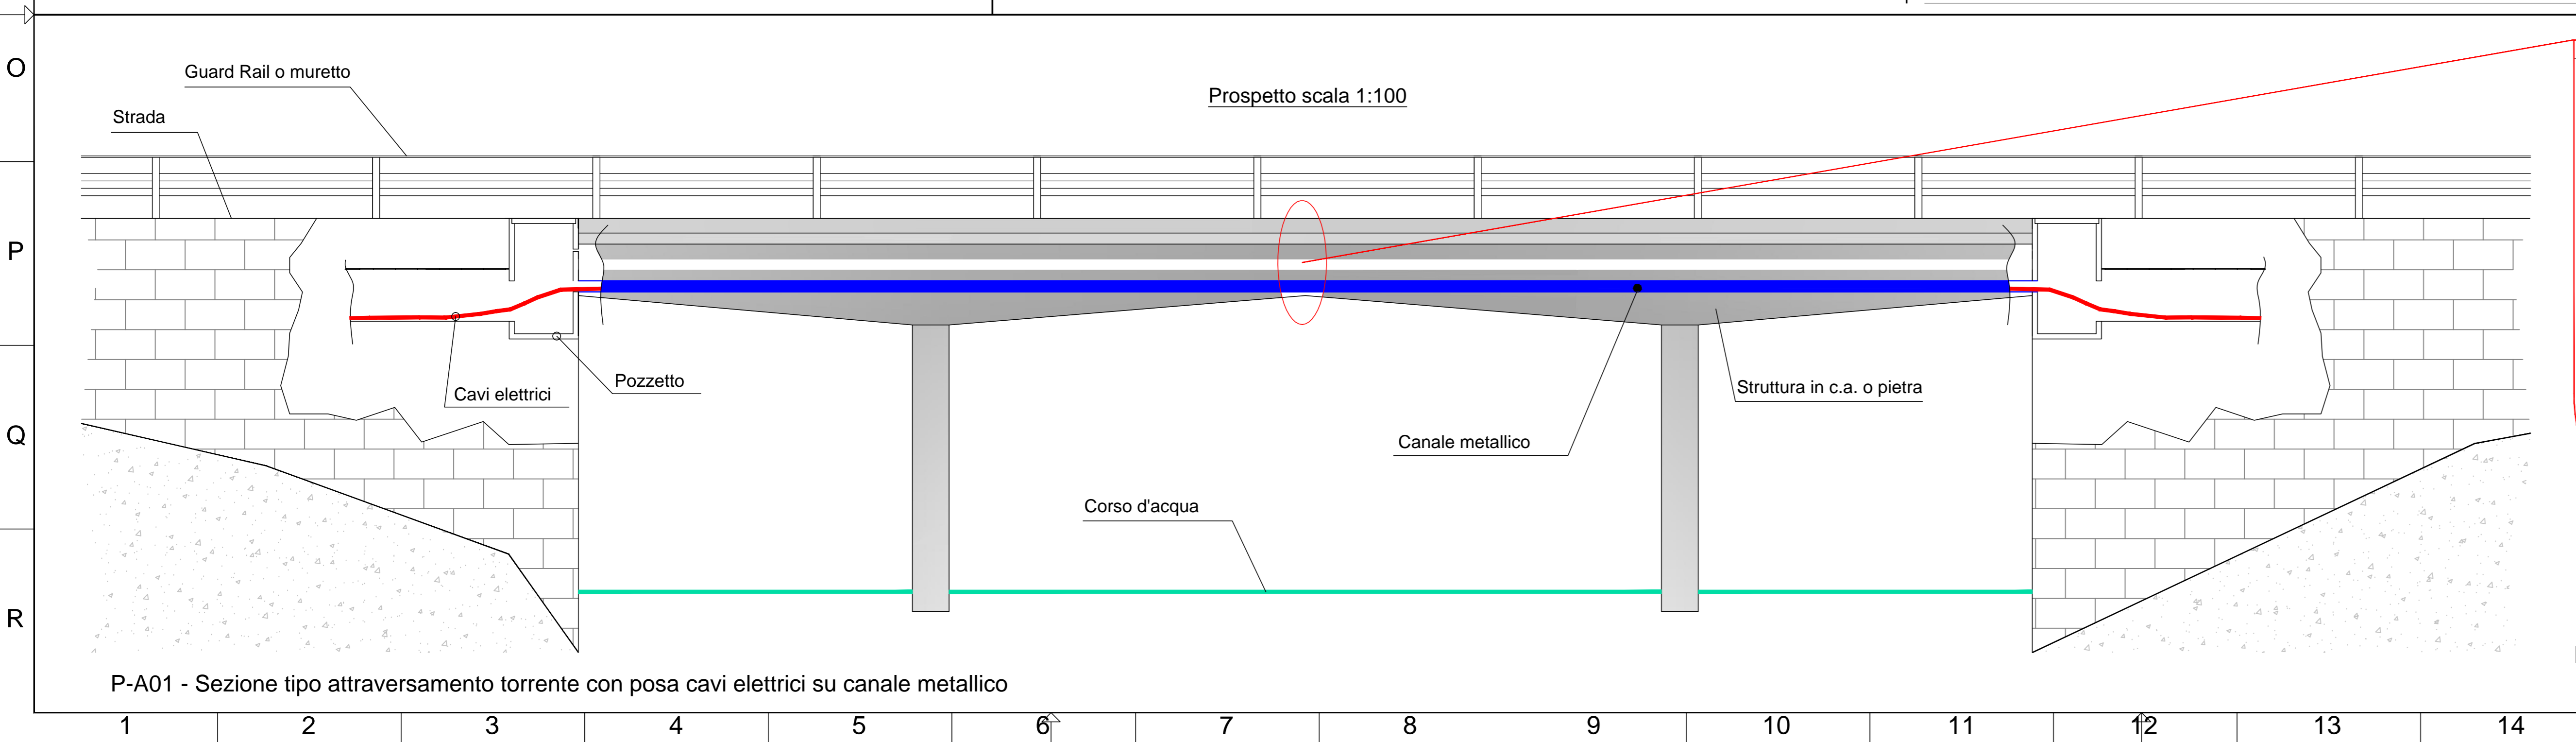 O
Guard Rail o muretto
Prospetto scala 1:100
Strada
P
Pozzetto
Cavi elettrici
Struttura in c.a. o pietra
Q
Canale metallico
Corso d'acqua
R
P-A01 - Sezione tipo attraversamento torrente con posa cavi elettrici su canale metallico
1 2 3 4 5 6 7 8 9 10 11 12 13 14